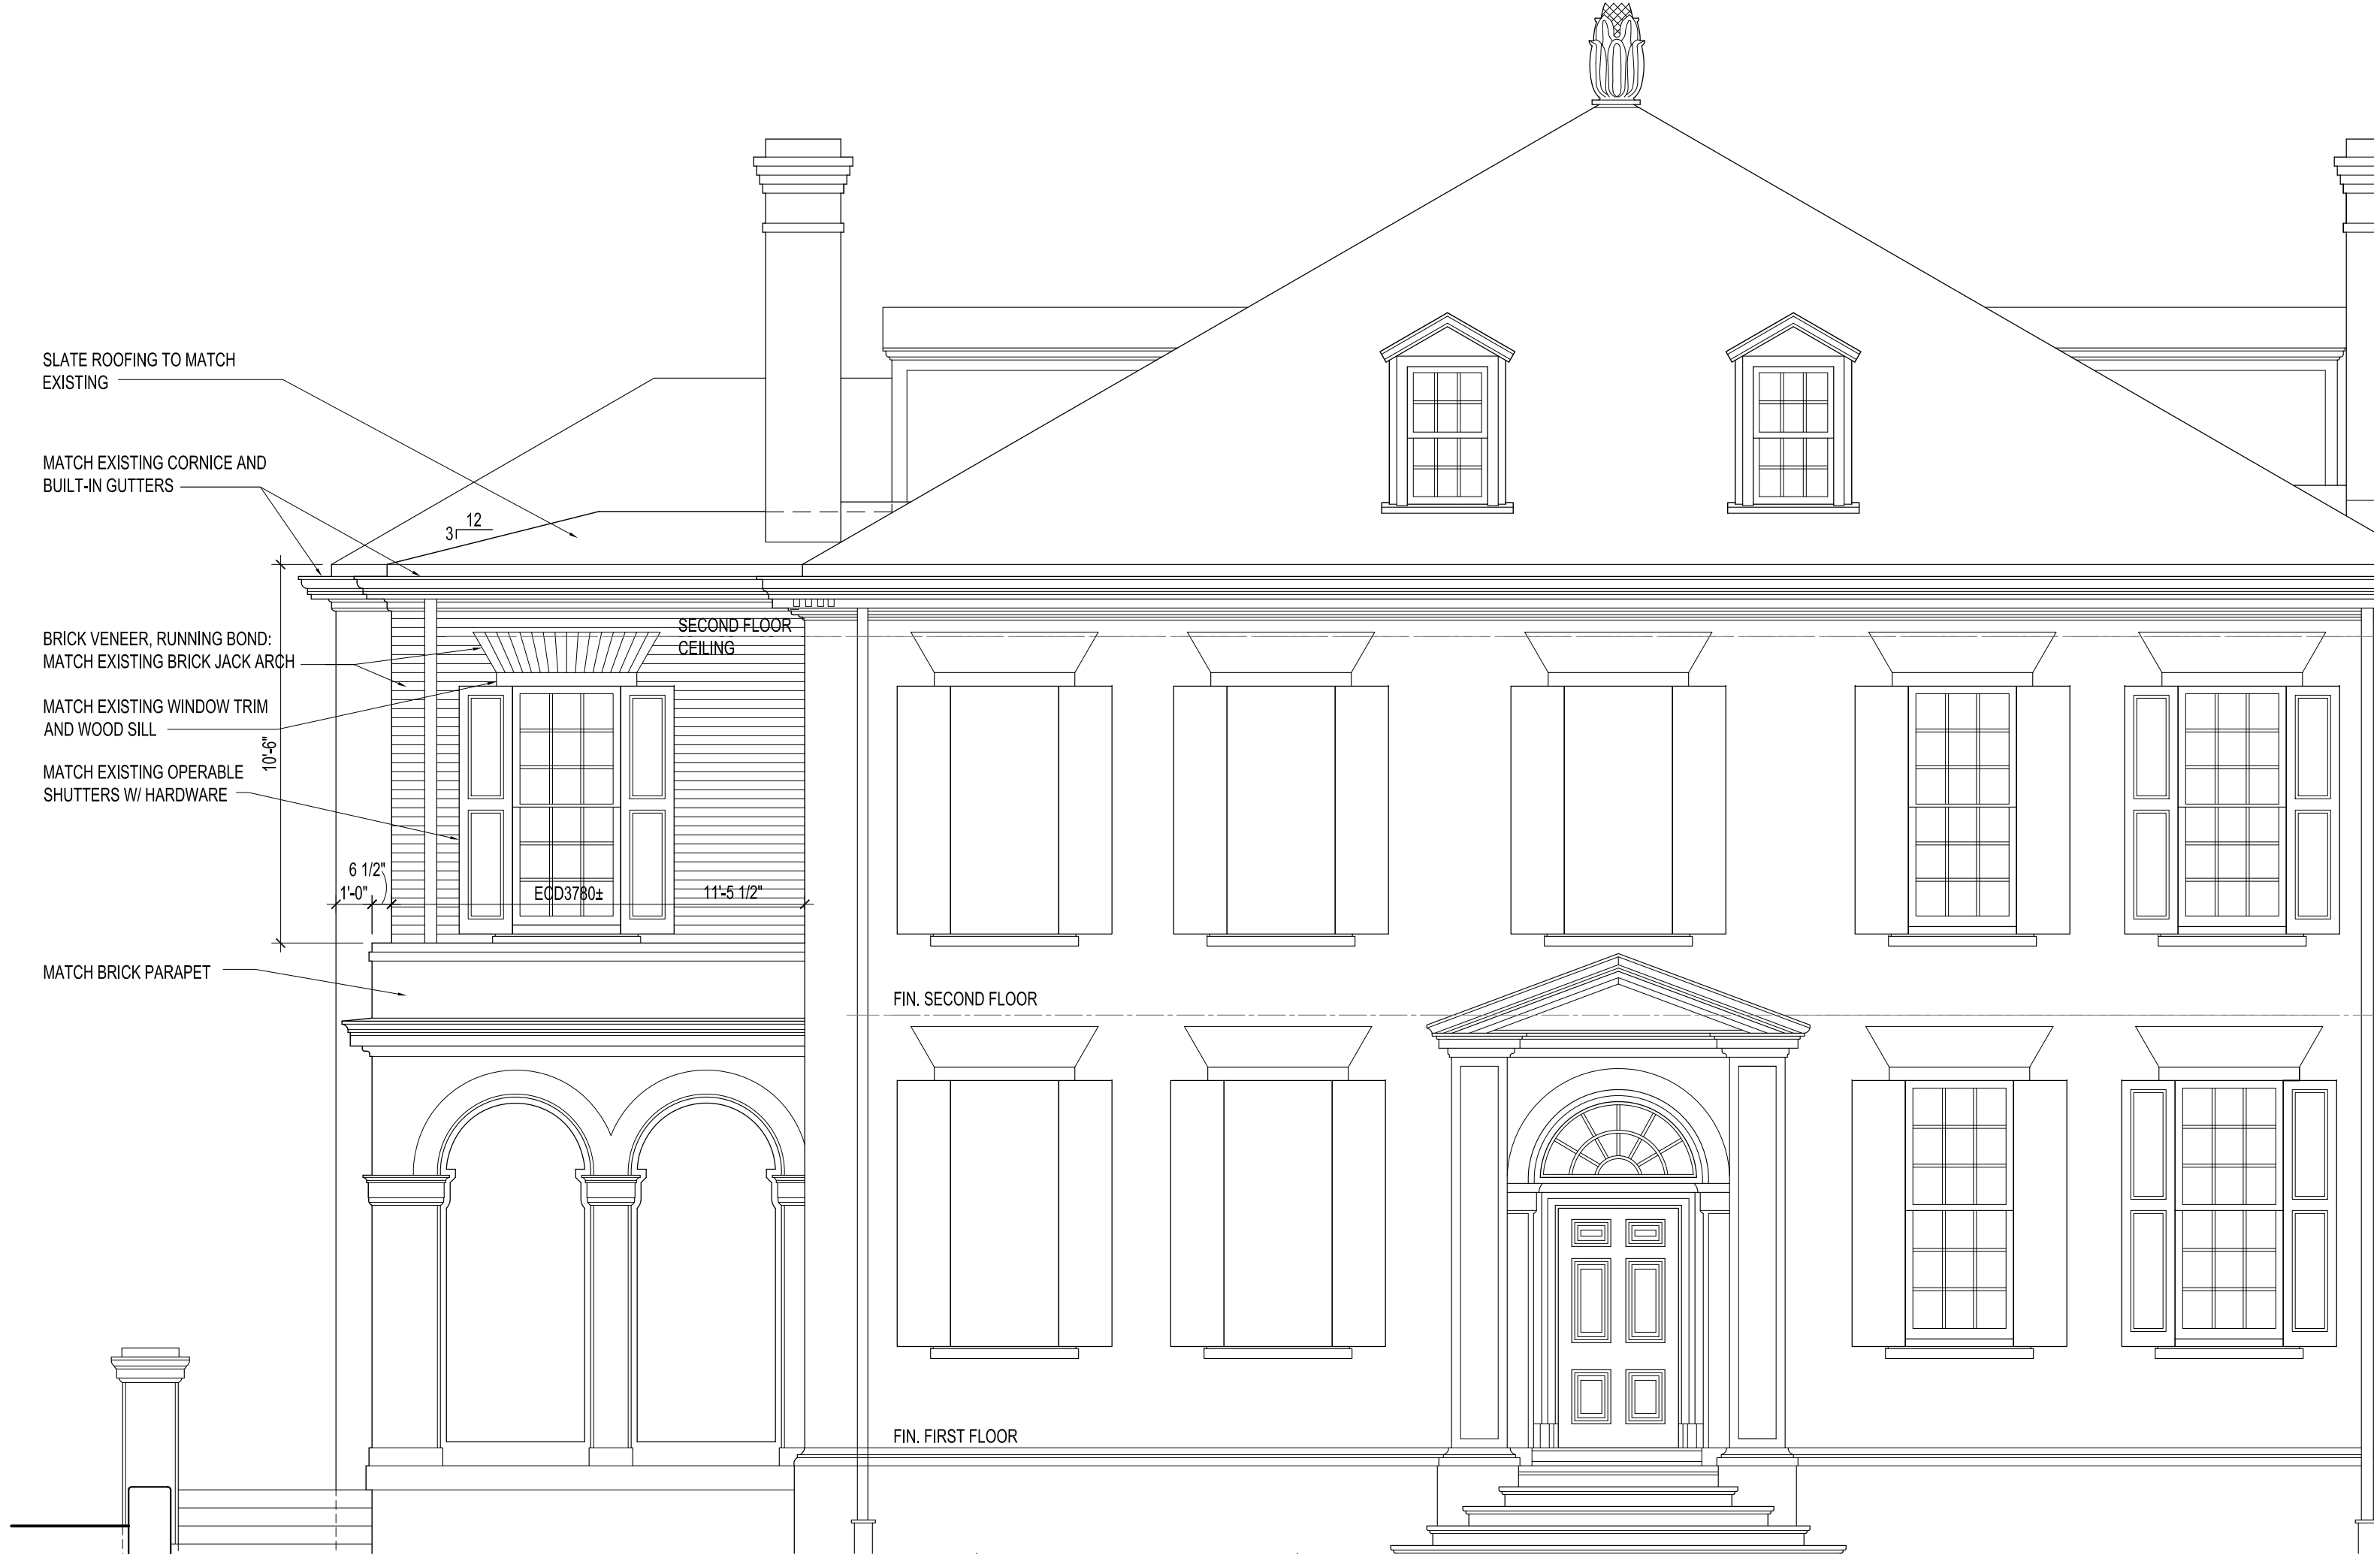 SLATE ROOFING TO MATCH
EXISTING
MATCH EXISTING CORNICE AND
BUILT-IN GUTTERS
12
3
BRICK VENEER, RUNNING BOND:
MATCH EXISTING BRICK JACK ARCH
SECOND FLOOR
CEILING
MATCH EXISTING WINDOW TRIM
AND WOOD SILL
10'-6"
MATCH EXISTING OPERABLE
SHUTTERS W/ HARDWARE
6 1/2"
1'-0"
ECD3780±
11'-5 1/2"
MATCH BRICK PARAPET
FIN. SECOND FLOOR
FIN. FIRST FLOOR